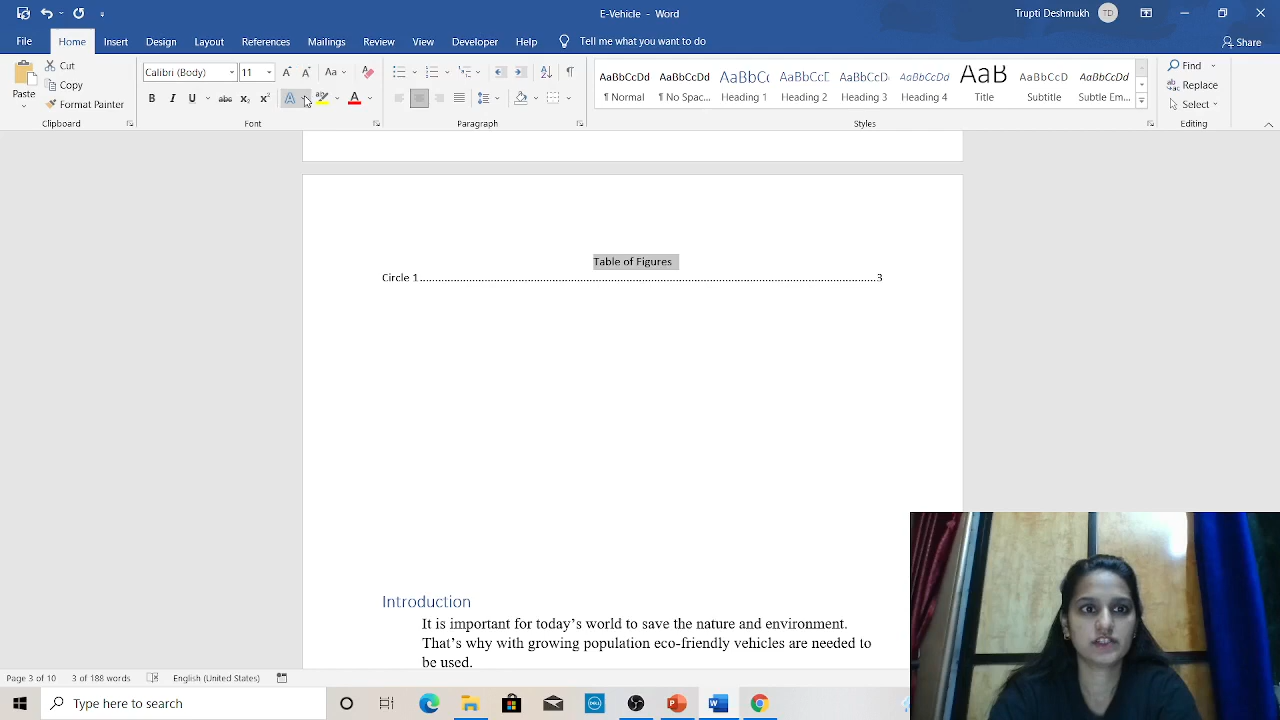 E-Vehicle - Word
Trupti Deshmukh TD
File Home Insert Design Layout References Mailings Review View Developer Help Tell me what you want to do Share
Paste
Cut
Copy
Format Painter
Clipboard
Calibri (Body) 11
Font
Paragraph
AaBbCcDd AaBbCcDd AaBbCc AaBbCcE AaBbCcDd AaBbCcDd AaB AaBbCcD AaBbCcDd
¶ Normal ¶ No Spac... Heading 1 Heading 2 Heading 3 Heading 4 Title Subtitle Subtle Em...
Styles
Find
Replace
Select
Editing
Table of Figures
Circle 1 3
Introduction
It is important for today's world to save the nature and environment.
That's why with growing population eco-friendly vehicles are needed to
be used.
Page 3 of 10 3 of 188 words English (United States)
Type here to search